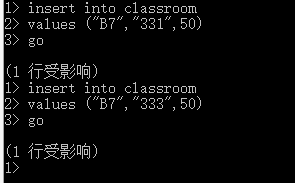 1> insert into classroom
2> values ("B7","331",50)
3> go
(1 行受影响)
1> insert into classroom
2> values ("B7","333",50)
3> go
(1 行受影响)
1>